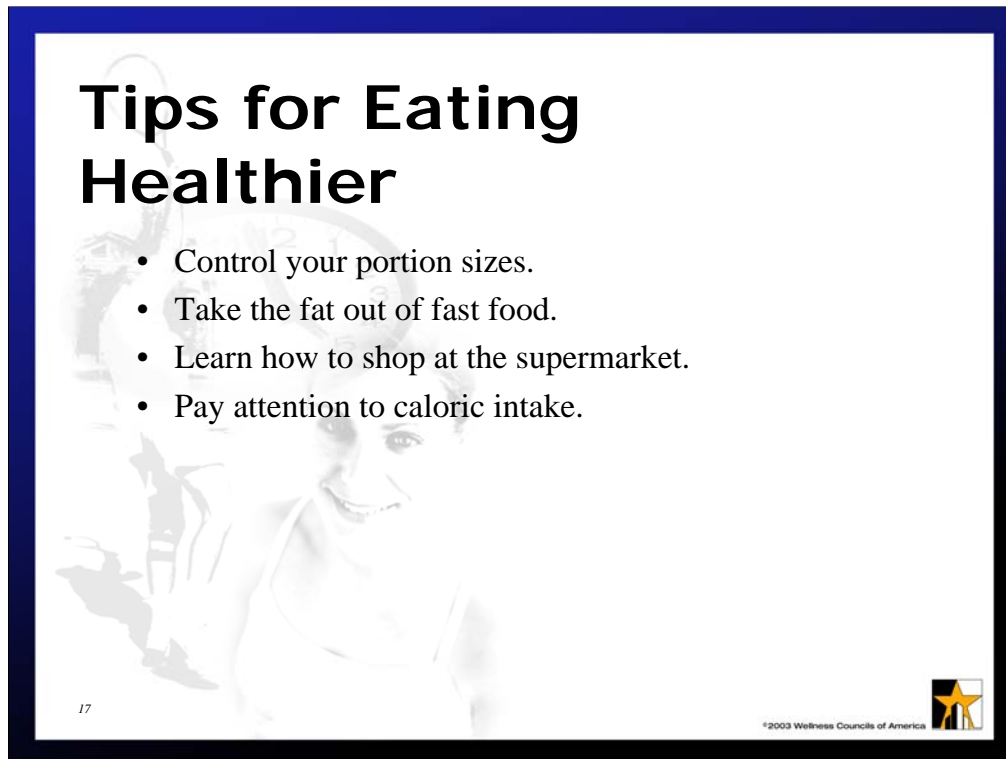 Tips for Eating
Healthier
• Control your portion sizes.
• Take the fat out of fast food.
• Learn how to shop at the supermarket.
• Pay attention to caloric intake.
17
©2003 Wellness Councils of America